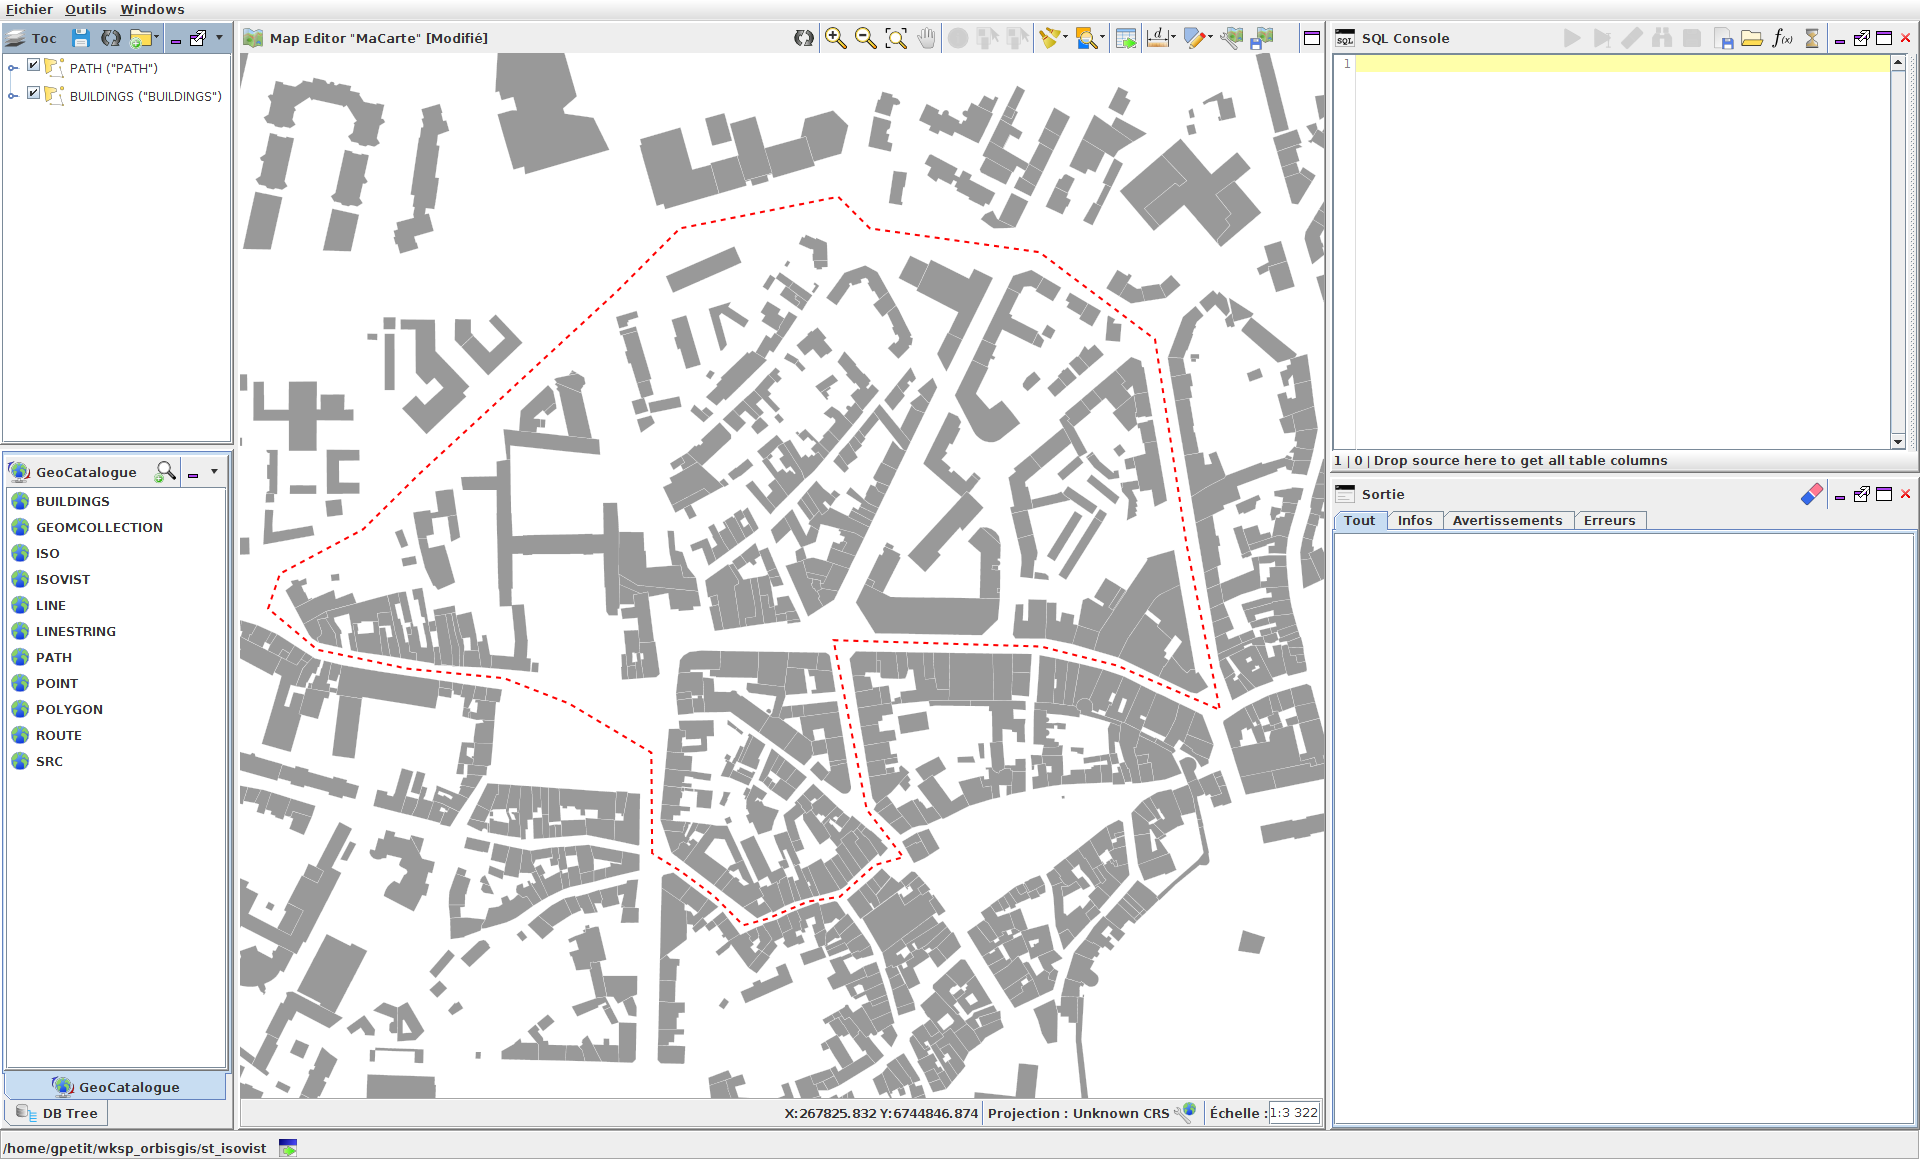 Fichier Outils Windows
Toc
PATH ("PATH")
BUILDINGS ("BUILDINGS")
GeoCatalogue
BUILDINGS
GEOMCOLLECTION
ISO
ISOVIST
LINE
LINESTRING
PATH
POINT
POLYGON
ROUTE
SRC
GeoCatalogue
DB Tree
Map Editor "MaCarte" [Modifié]
X:267825.832 Y:6744846.874
Projection : Unknown CRS
Échelle :
1:3 322
SQL
SQL Console
f(x)
1
1 | 0 | Drop source here to get all table columns
Sortie
Tout
Infos
Avertissements
Erreurs
/home/gpetit/wksp_orbisgis/st_isovist